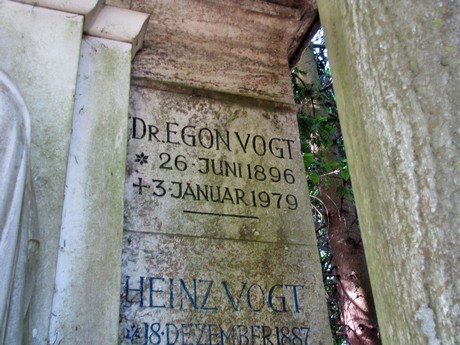 DR. EGON VOGT
* 26·JUNI 1896
+ 3·JANUAR 1979
HEINZ VOGT
* 18·DEZEMBER 1887